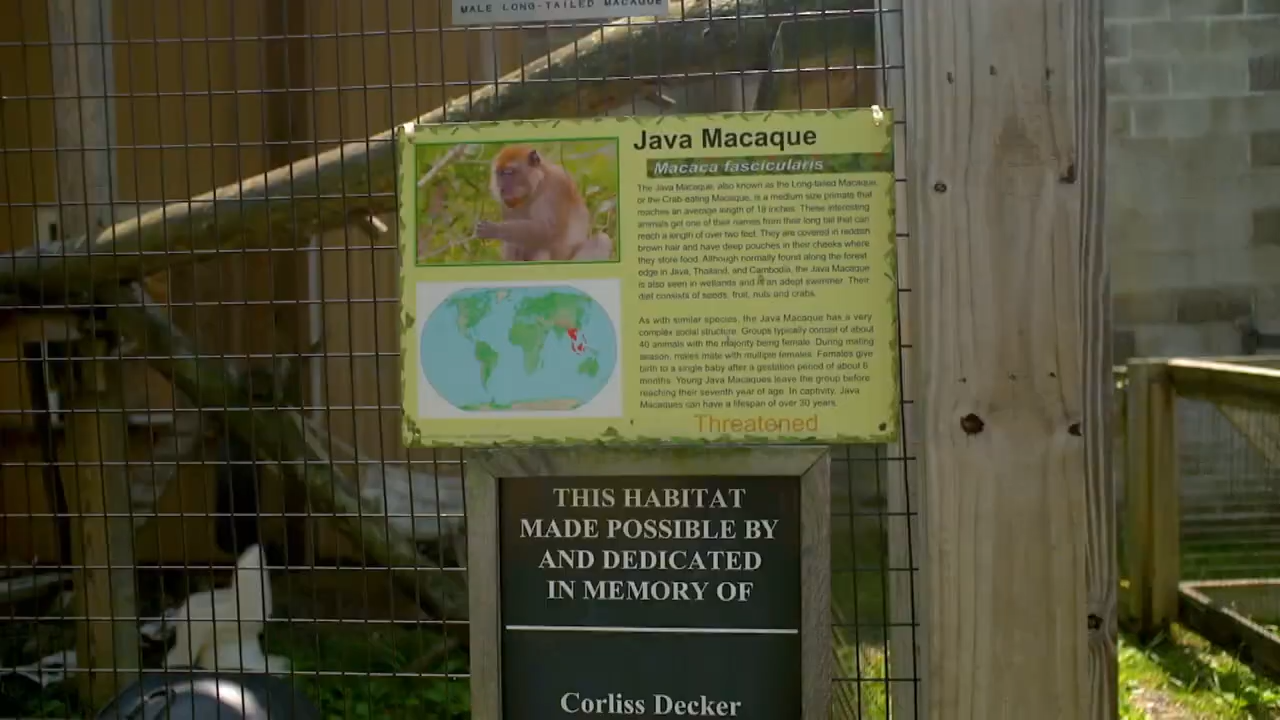 MALE LONG-TAILED MACAQUE
Java Macaque
Macaca fascicularis
The Java Macaque, also known as the Long-tailed Macaque,
or the Crab-eating Macaque, is a medium size primate that
reaches an average length of 18 inches. These interesting
animals get one of their names from their long tail that can
reach a length of over two feet. They are covered in reddish
brown hair and have deep pouches in their cheeks where
they store food. Although normally found along the forest
edge in Java, Thailand, and Cambodia, the Java Macaque
is also seen in wetlands and is an adept swimmer. Their
diet consists of seeds, fruit, nuts and crabs.
As with similar species, the Java Macaque has a very
complex social structure. Groups typically consist of about
40 animals with the majority being female. During mating
season, males mate with multiple females. Females give
birth to a single baby after a gestation period of about 6
months. Young Java Macaques leave the group before
reaching their seventh year of age. In captivity, Java
Macaques can have a lifespan of over 30 years.
Threatened
THIS HABITAT
MADE POSSIBLE BY
AND DEDICATED
IN MEMORY OF
Corliss Decker